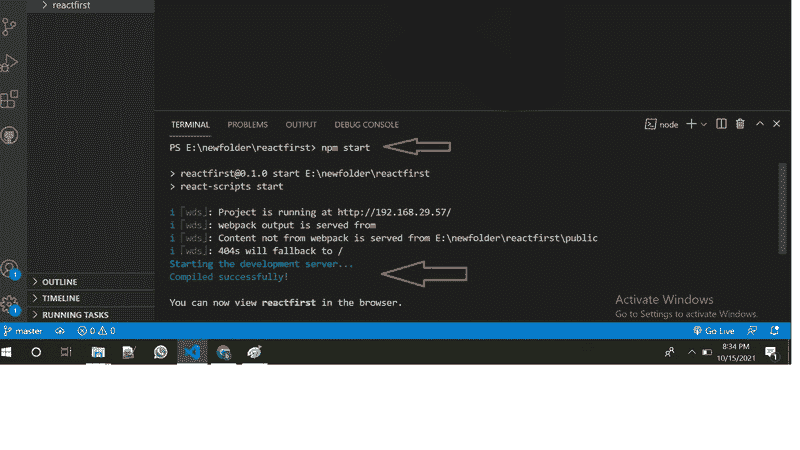 reactfirst
TERMINAL PROBLEMS OUTPUT DEBUG CONSOLE node
PS E:\newfolder\reactfirst> npm start
> reactfirst@0.1.0 start E:\newfolder\reactfirst
> react-scripts start
i ｢wds｣: Project is running at http://192.168.29.57/
i ｢wds｣: webpack output is served from
i ｢wds｣: Content not from webpack is served from E:\newfolder\reactfirst\public
i ｢wds｣: 404s will fallback to /
Starting the development server...
Compiled successfully!
You can now view reactfirst in the browser.
1
OUTLINE
TIMELINE
1
RUNNING TASKS
Activate Windows
Go to Settings to activate Windows.
master 0 0 Go Live
8:34 PM
10/15/2021
1